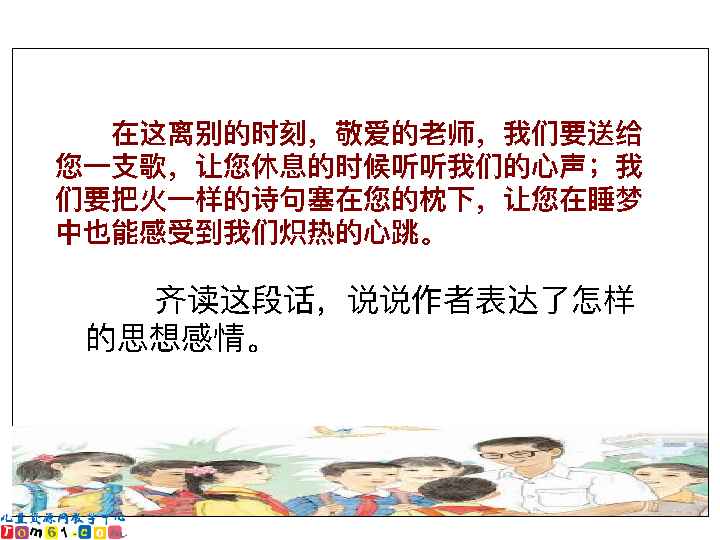 在这离别的时刻，敬爱的老师，我们要送给
您一支歌，让您休息的时候听听我们的心声；我
们要把火一样的诗句塞在您的枕下，让您在睡梦
中也能感受到我们炽热的心跳。
齐读这段话，说说作者表达了怎样
的思想感情。
儿童资源网教学中心
Tom61.com